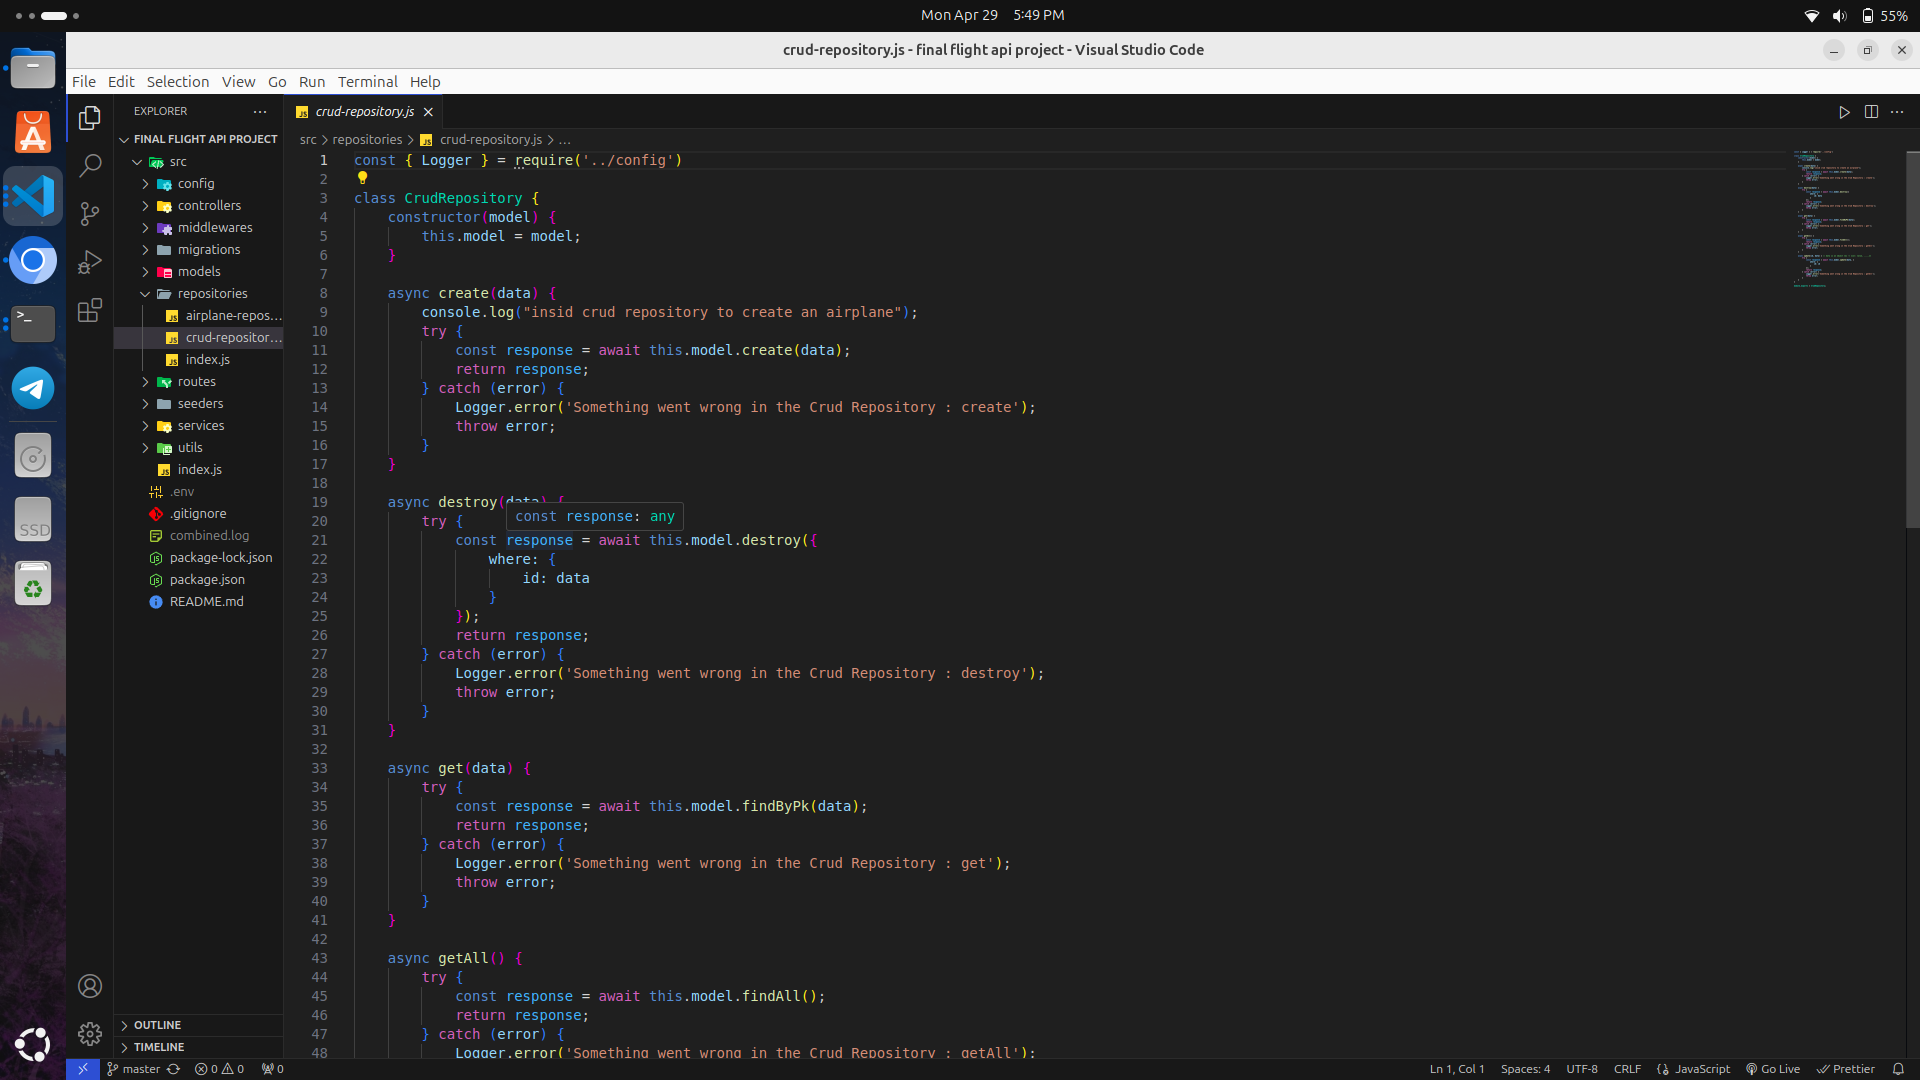 Mon Apr 29 5:49 PM
55%
crud-repository.js - final flight api project - Visual Studio Code
File Edit Selection View Go Run Terminal Help
EXPLORER
FINAL FLIGHT API PROJECT
src
config
controllers
middlewares
migrations
models
repositories
airplane-repos...
crud-repositor...
index.js
routes
seeders
services
utils
index.js
.env
.gitignore
combined.log
package-lock.json
package.json
README.md
OUTLINE
TIMELINE
SSD
crud-repository.js
src > repositories > crud-repository.js > ...
1 const { Logger } = require('../config')
2
3 class CrudRepository {
4 constructor(model) {
5 this.model = model;
6 }
7
8 async create(data) {
9 console.log("insid crud repository to create an airplane");
10 try {
11 const response = await this.model.create(data);
12 return response;
13 } catch (error) {
14 Logger.error('Something went wrong in the Crud Repository : create');
15 throw error;
16 }
17 }
18
19 async destroy(data) {
const response: any
20 try {
21 const response = await this.model.destroy({
22 where: {
23 id: data
24 }
25 });
26 return response;
27 } catch (error) {
28 Logger.error('Something went wrong in the Crud Repository : destroy');
29 throw error;
30 }
31 }
32
33 async get(data) {
34 try {
35 const response = await this.model.findByPk(data);
36 return response;
37 } catch (error) {
38 Logger.error('Something went wrong in the Crud Repository : get');
39 throw error;
40 }
41 }
42
43 async getAll() {
44 try {
45 const response = await this.model.findAll();
46 return response;
47 } catch (error) {
48 Logger.error('Something went wrong in the Crud Repository : getAll');
master 0 0 0
Ln 1, Col 1 Spaces: 4 UTF-8 CRLF JavaScript Go Live Prettier